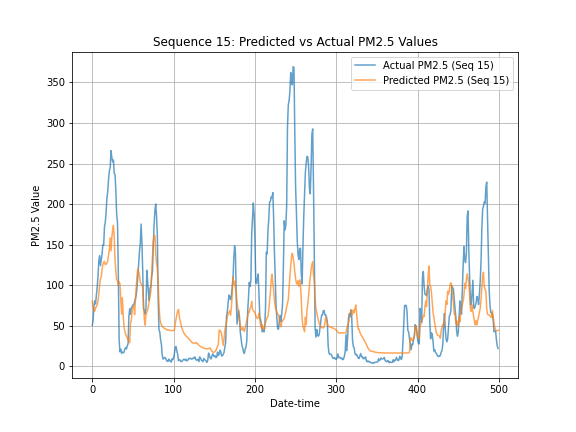 Sequence 15: Predicted vs Actual PM2.5 Values
Actual PM2.5 (Seq 15)
Predicted PM2.5 (Seq 15)
PM2.5 Value
350
300
250
200
150
100
50
0
0 100 200 300 400 500
Date-time